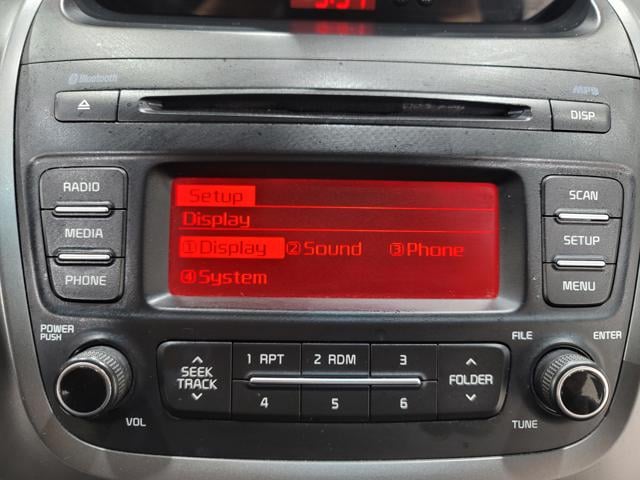 Bluetooth
MP3
DISP
RADIO
MEDIA
PHONE
Setup
Display
①Display ②Sound ③Phone
④System
SCAN
SETUP
MENU
POWER
PUSH
VOL
SEEK
TRACK
1 RPT 2 RDM 3
4 5 6
FOLDER
FILE
ENTER
TUNE